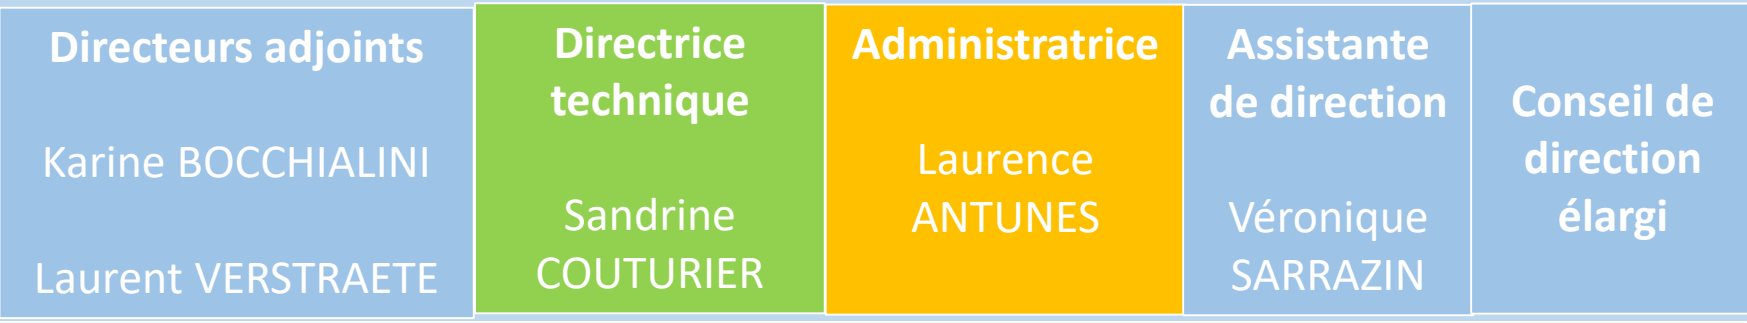 Directeurs adjoints
Karine BOCCHIALINI
Laurent VERSTRAETE
Directrice
technique
Sandrine
COUTURIER
Administratrice
Laurence
ANTUNES
Assistante
de direction
Véronique
SARRAZIN
Conseil de
direction
élargi